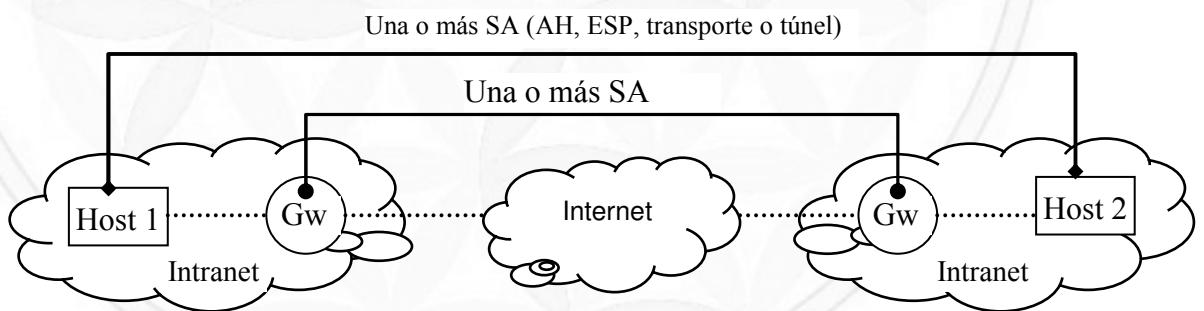 Una o más SA (AH, ESP, transporte o túnel)
Una o más SA
Host 1
Gw
Internet
Gw
Host 2
Intranet
Intranet